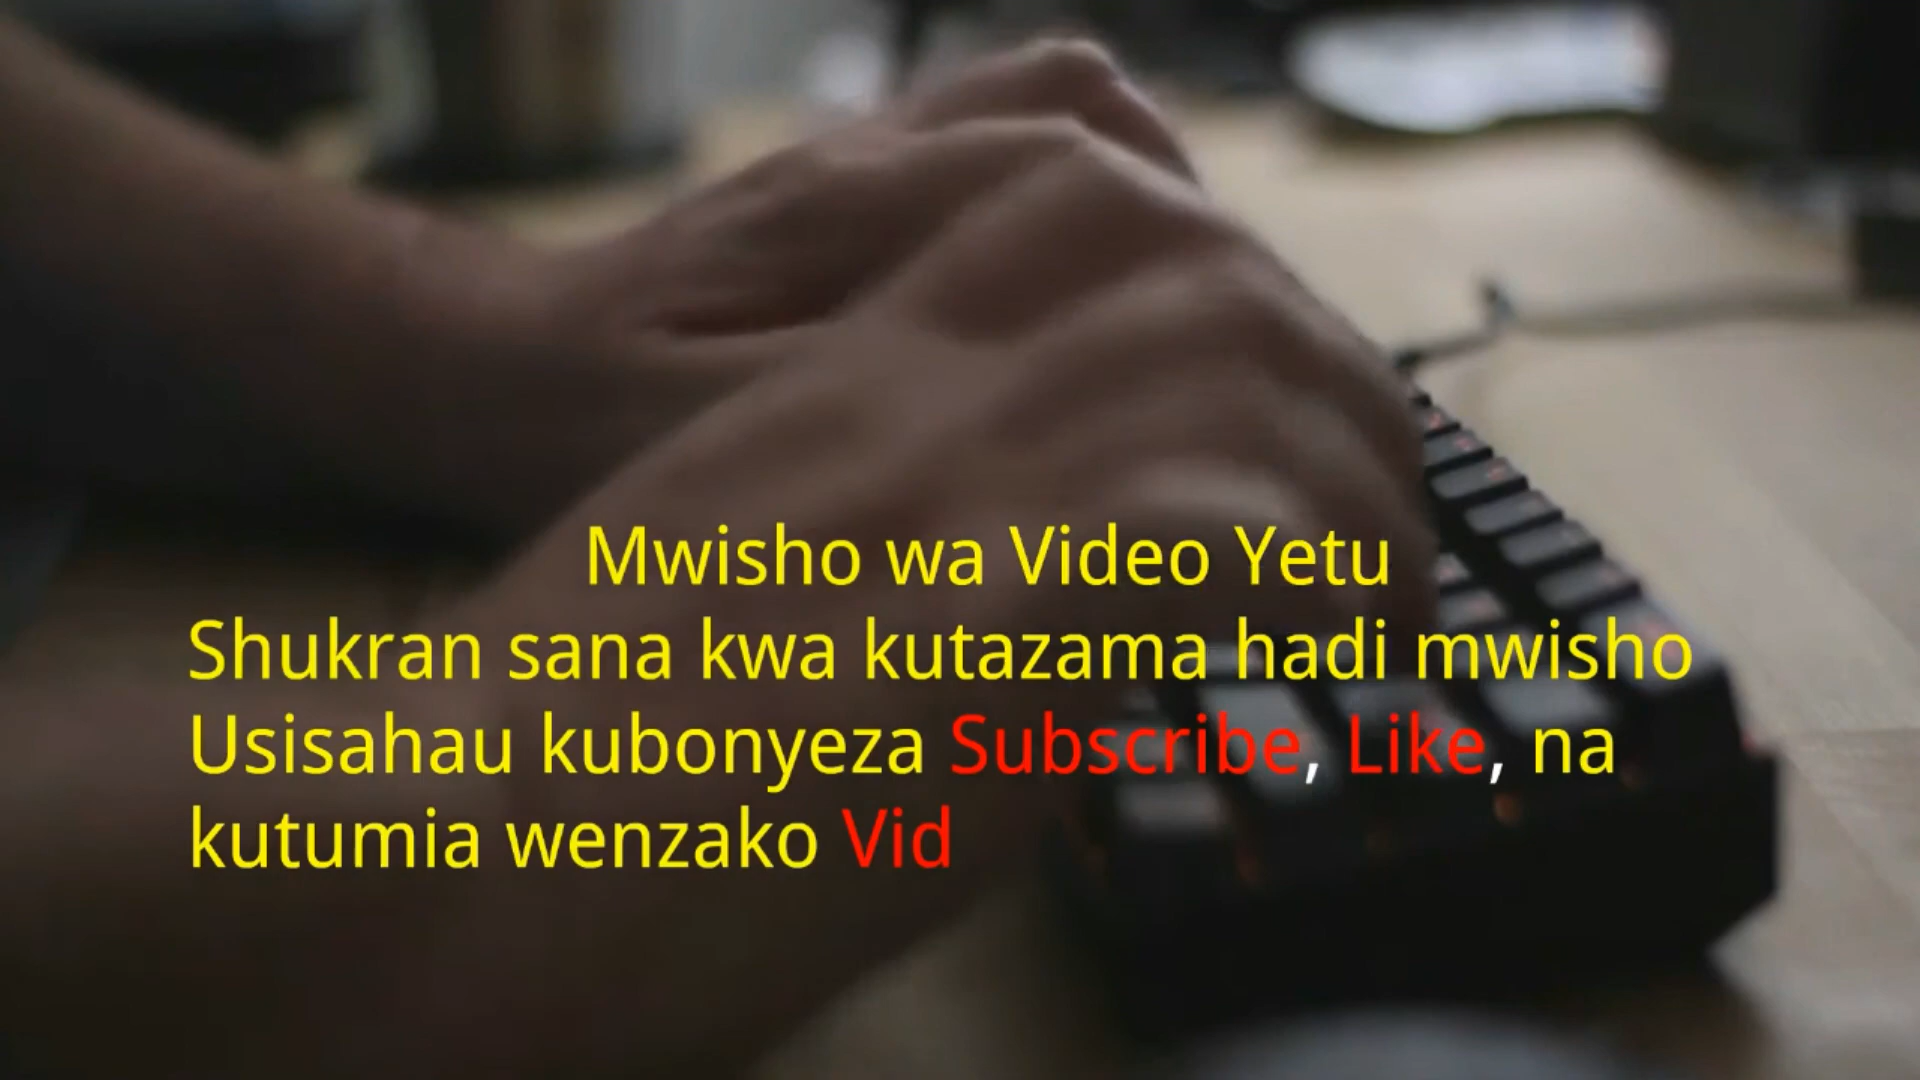 Mwisho wa Video Yetu
Shukran sana kwa kutazama hadi mwisho
Usisahau kubonyeza Subscribe, Like, na
kutumia wenzako Vid